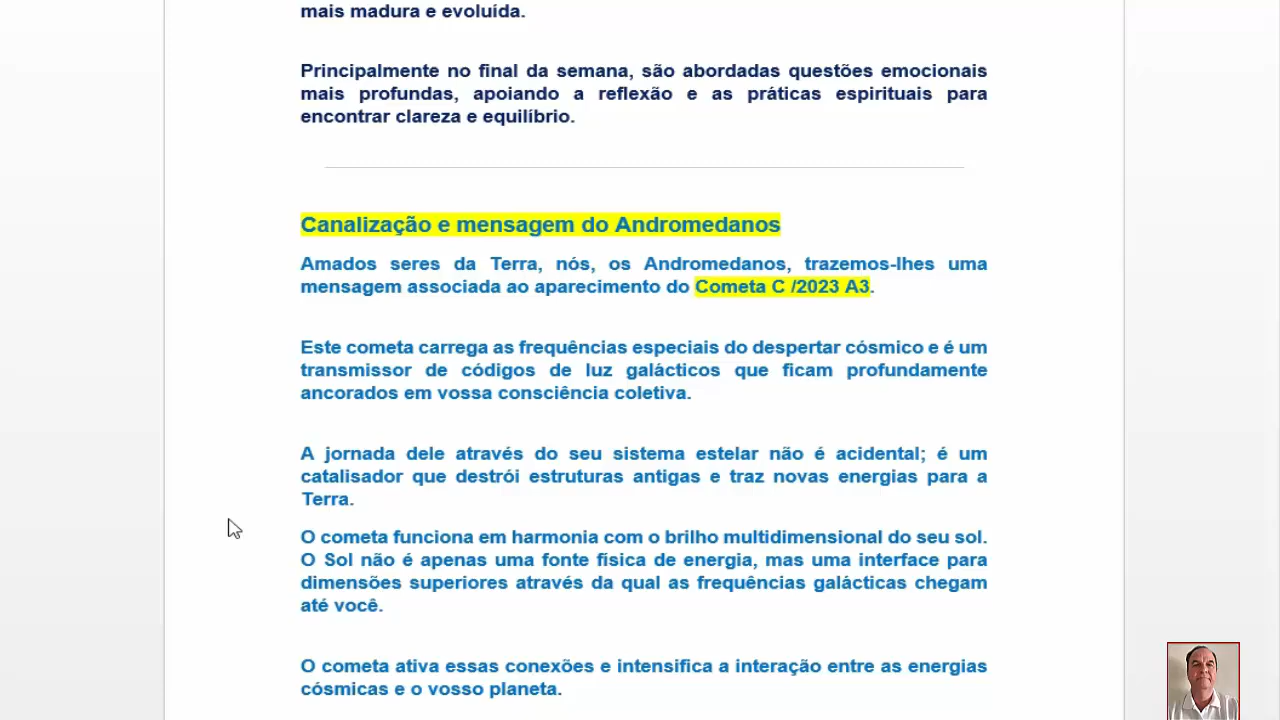 mais madura e evoluída.
Principalmente no final da semana, são abordadas questões emocionais
mais profundas, apoiando a reflexão e as práticas espirituais para
encontrar clareza e equilíbrio.
Canalização e mensagem do Andromedanos
Amados seres da Terra, nós, os Andromedanos, trazemos-lhes uma
mensagem associada ao aparecimento do Cometa C /2023 A3.
Este cometa carrega as frequências especiais do despertar cósmico e é um
transmissor de códigos de luz galácticos que ficam profundamente
ancorados em vossa consciência coletiva.
A jornada dele através do seu sistema estelar não é acidental; é um
catalisador que destrói estruturas antigas e traz novas energias para a
Terra.
O cometa funciona em harmonia com o brilho multidimensional do seu sol.
O Sol não é apenas uma fonte física de energia, mas uma interface para
dimensões superiores através da qual as frequências galácticas chegam
até você.
O cometa ativa essas conexões e intensifica a interação entre as energias
cósmicas e o vosso planeta.